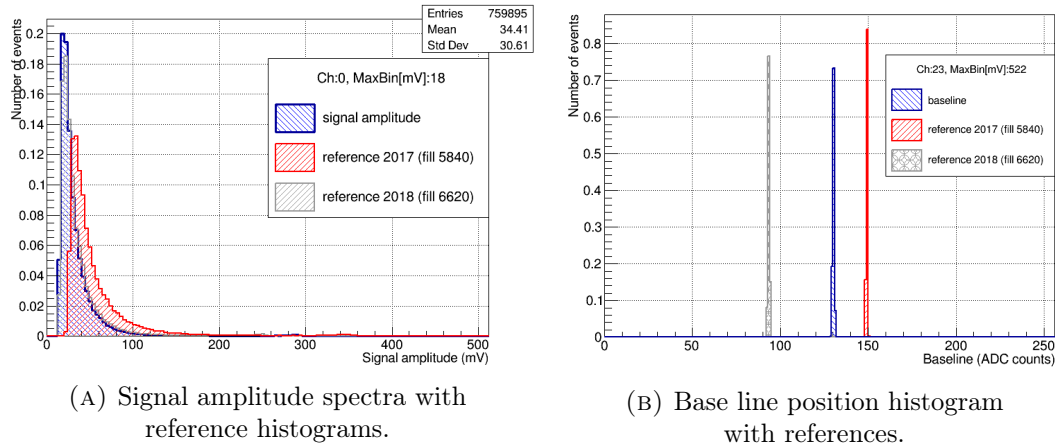 Entries 759895
Mean 34.41
Std Dev 30.61
Number of events
0.2
0.18
0.16
0.14
0.12
0.1
0.08
0.06
0.04
0.02
0
Ch:0, MaxBin[mV]:18
signal amplitude
reference 2017 (fill 5840)
reference 2018 (fill 6620)
0 100 200 300 400 500
Signal amplitude (mV)
(A) Signal amplitude spectra with
reference histograms.
Number of events
0.8
0.7
0.6
0.5
0.4
0.3
0.2
0.1
0
Ch:23, MaxBin[mV]:522
baseline
reference 2017 (fill 5840)
reference 2018 (fill 6620)
0 50 100 150 200 250
Baseline (ADC counts)
(B) Base line position histogram
with references.